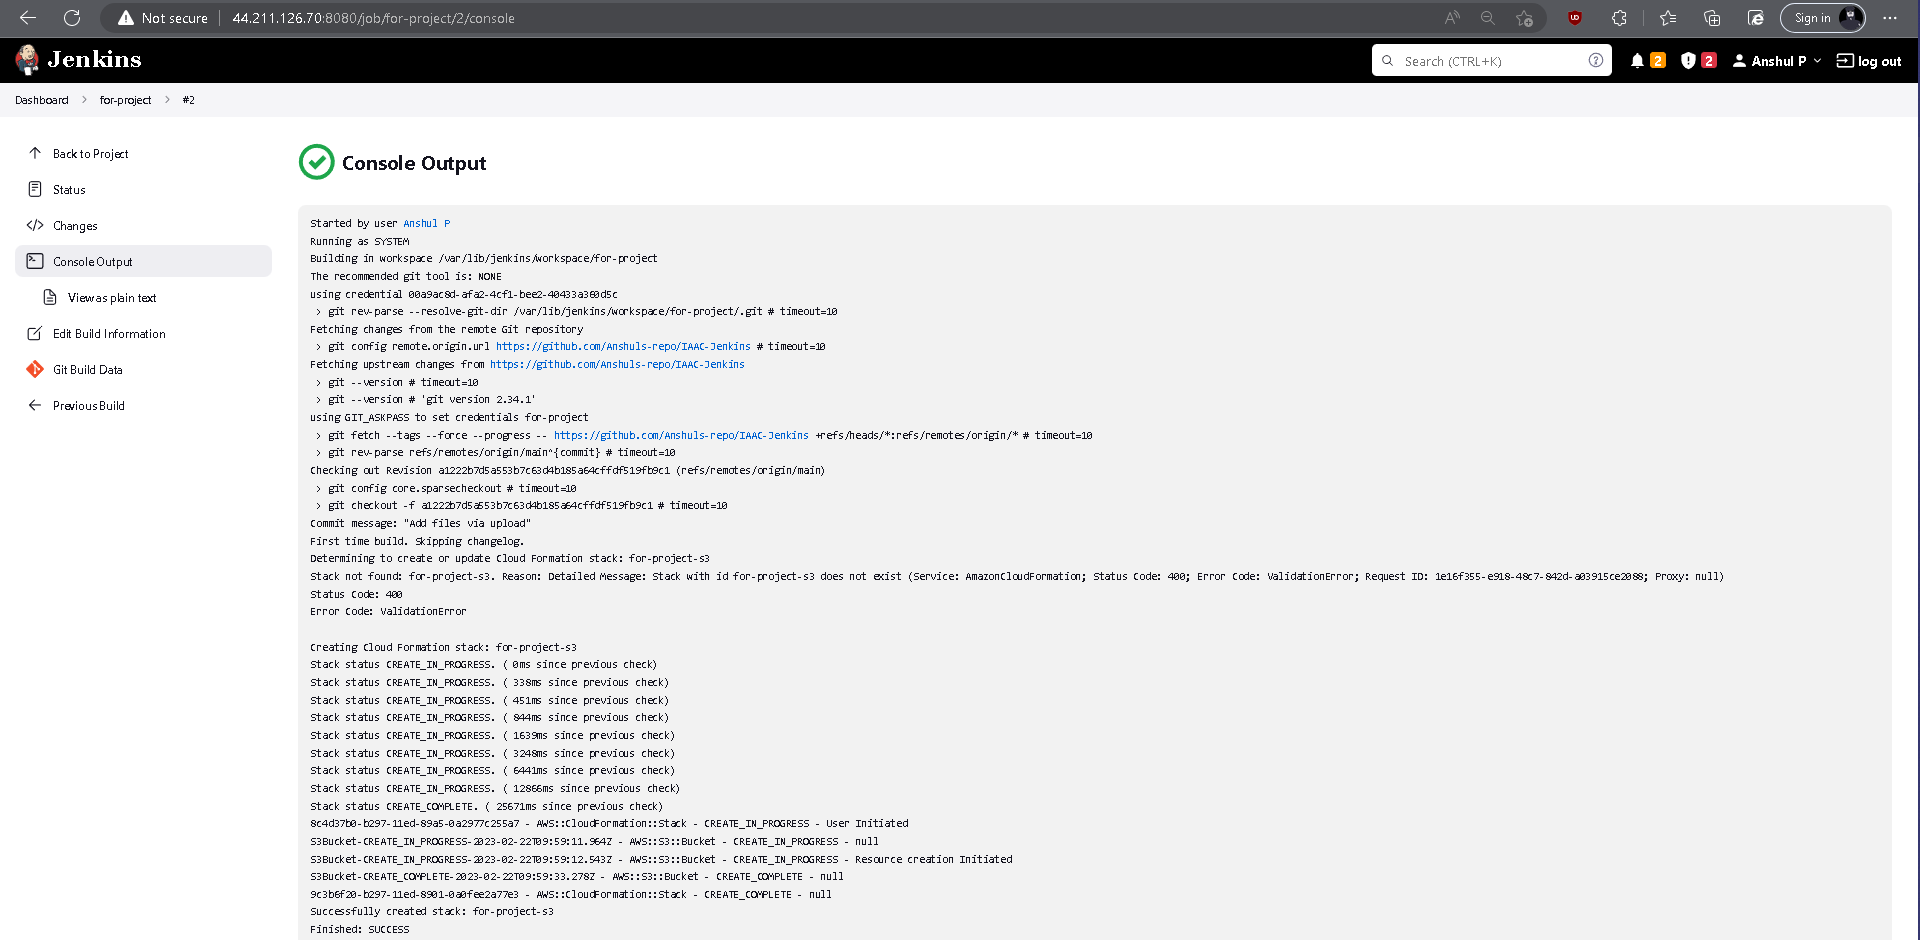 Not secure
44.211.126.70:8080/job/for-project/2/console
Sign in
Jenkins
Search (CTRL+K)
2
2
Anshul P
log out
Dashboard
for-project
#2
Back to Project
Status
Changes
Console Output
View as plain text
Edit Build Information
Git Build Data
Previous Build
Console Output
Started by user Anshul P
Running as SYSTEM
Building in workspace /var/lib/jenkins/workspace/for-project
The recommended git tool is: NONE
using credential 00a9ac8d-afa2-4cf1-bee2-40433a360d5c
> git rev-parse --resolve-git-dir /var/lib/jenkins/workspace/for-project/.git # timeout=10
Fetching changes from the remote Git repository
> git config remote.origin.url https://github.com/Anshuls-repo/IAAC-Jenkins # timeout=10
Fetching upstream changes from https://github.com/Anshuls-repo/IAAC-Jenkins
> git --version # timeout=10
> git --version # 'git version 2.34.1'
using GIT_ASKPASS to set credentials for-project
> git fetch --tags --force --progress -- https://github.com/Anshuls-repo/IAAC-Jenkins +refs/heads/*:refs/remotes/origin/* # timeout=10
> git rev-parse refs/remotes/origin/main^{commit} # timeout=10
Checking out Revision a1222b7d5a553b7c63d4b185a64cffdf519fb9c1 (refs/remotes/origin/main)
> git config core.sparsecheckout # timeout=10
> git checkout -f a1222b7d5a553b7c63d4b185a64cffdf519fb9c1 # timeout=10
Commit message: "Add files via upload"
First time build. Skipping changelog.
Determining to create or update Cloud Formation stack: for-project-s3
Stack not found: for-project-s3. Reason: Detailed Message: Stack with id for-project-s3 does not exist (Service: AmazonCloudFormation; Status Code: 400; Error Code: ValidationError; Request ID: 1e16f355-e918-48c7-842d-a03915ce2088; Proxy: null)
Status Code: 400
Error Code: ValidationError
Creating Cloud Formation stack: for-project-s3
Stack status CREATE_IN_PROGRESS. ( 0ms since previous check)
Stack status CREATE_IN_PROGRESS. ( 338ms since previous check)
Stack status CREATE_IN_PROGRESS. ( 451ms since previous check)
Stack status CREATE_IN_PROGRESS. ( 844ms since previous check)
Stack status CREATE_IN_PROGRESS. ( 1639ms since previous check)
Stack status CREATE_IN_PROGRESS. ( 3248ms since previous check)
Stack status CREATE_IN_PROGRESS. ( 6441ms since previous check)
Stack status CREATE_IN_PROGRESS. ( 12866ms since previous check)
Stack status CREATE_COMPLETE. ( 25671ms since previous check)
8c4d37b0-b297-11ed-89a5-0a2977c255a7 - AWS::CloudFormation::Stack - CREATE_IN_PROGRESS - User Initiated
S3Bucket-CREATE_IN_PROGRESS-2023-02-22T09:59:11.964Z - AWS::S3::Bucket - CREATE_IN_PROGRESS - null
S3Bucket-CREATE_IN_PROGRESS-2023-02-22T09:59:12.543Z - AWS::S3::Bucket - CREATE_IN_PROGRESS - Resource creation Initiated
S3Bucket-CREATE_COMPLETE-2023-02-22T09:59:33.278Z - AWS::S3::Bucket - CREATE_COMPLETE - null
9c3b6f20-b297-11ed-8901-0a0fee2a77e3 - AWS::CloudFormation::Stack - CREATE_COMPLETE - null
Successfully created stack: for-project-s3
Finished: SUCCESS